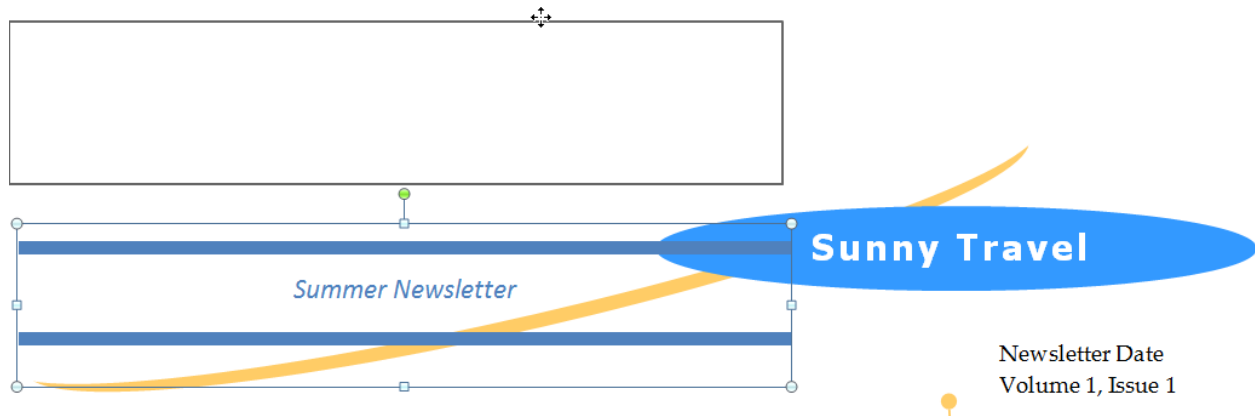 Sunny Travel
Summer Newsletter
Newsletter Date
Volume 1, Issue 1